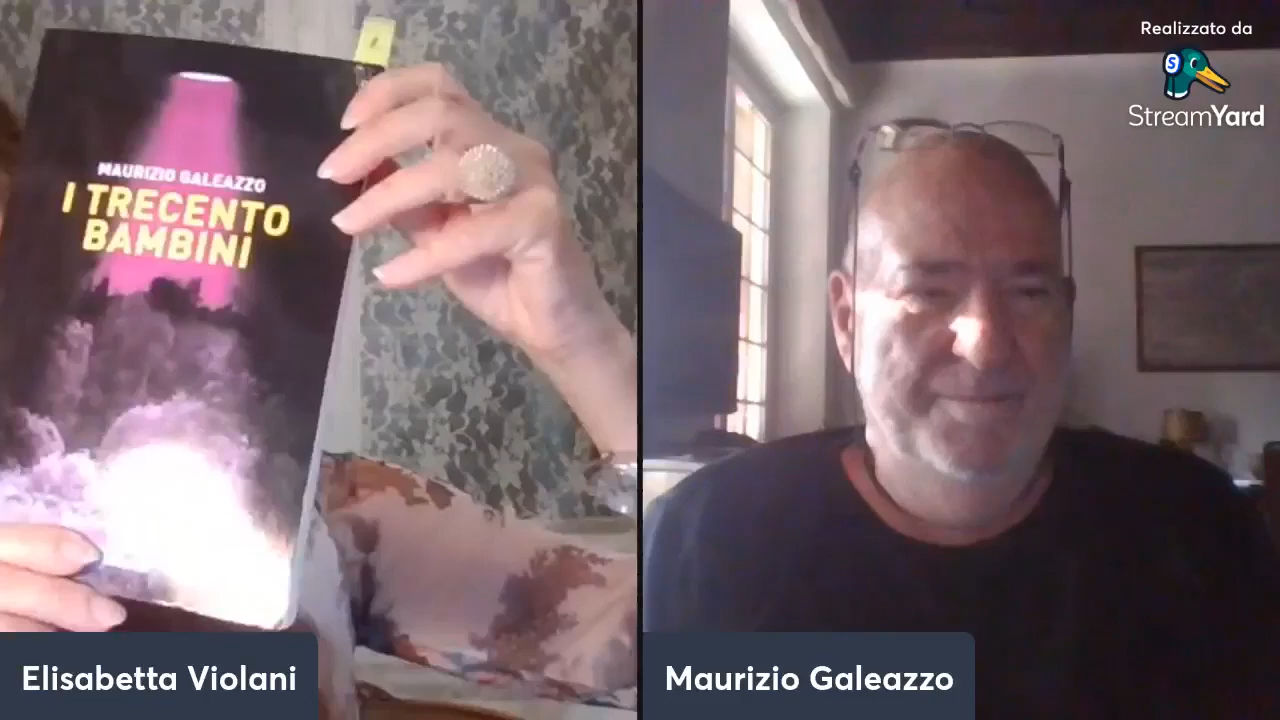 MAURIZIO GALEAZZO
I TRECENTO
BAMBINI
Realizzato da
S
StreamYard
Elisabetta Violani
Maurizio Galeazzo